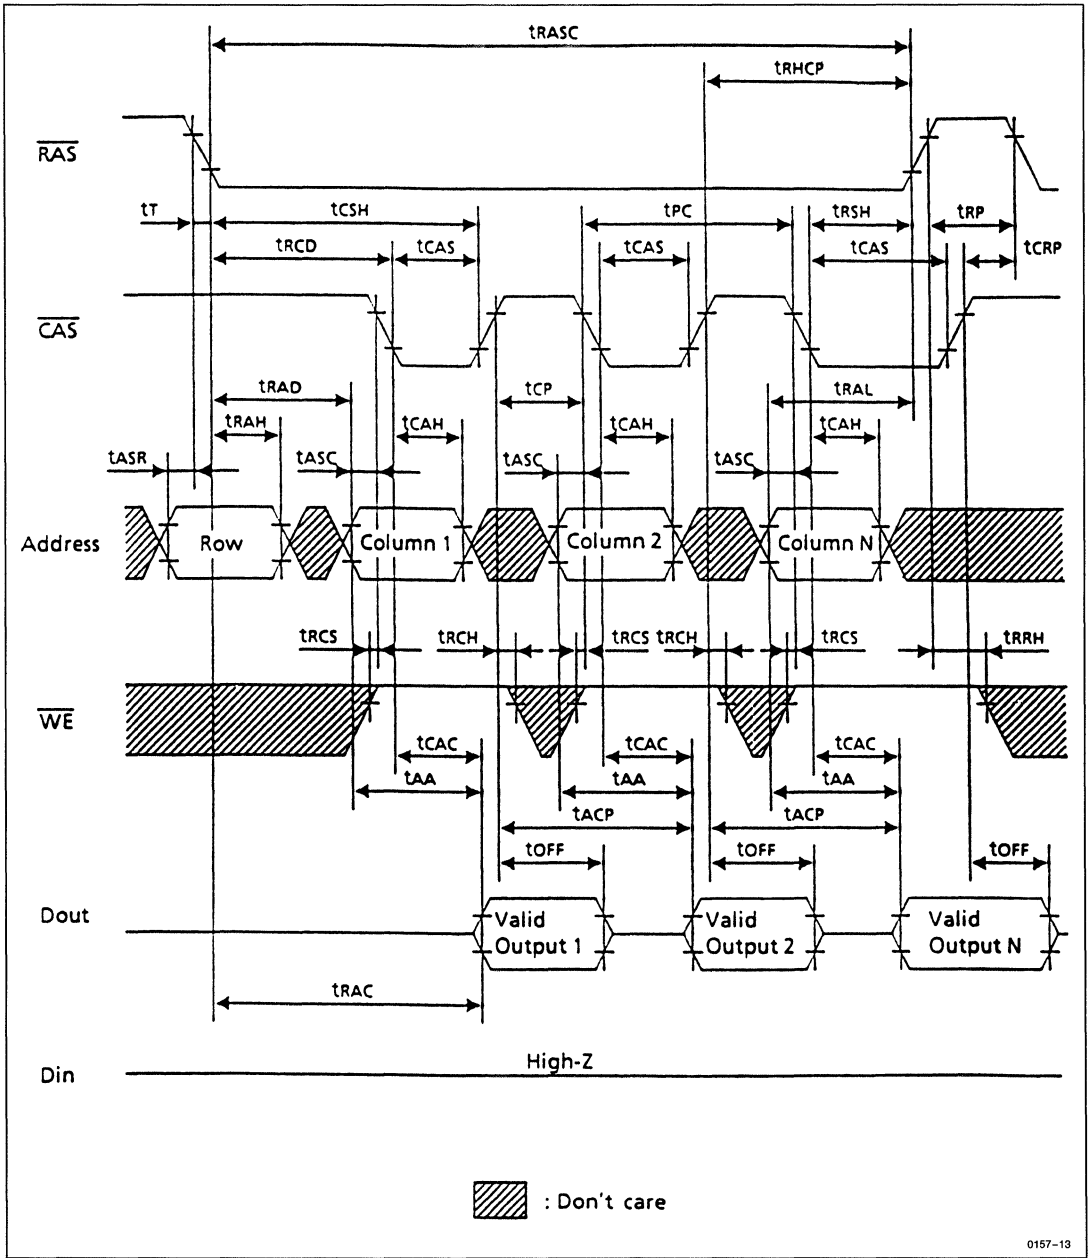 tRASC
tRHCP
RAS
tT
tCSH
tPC
tRSH
tRP
tRCD
tCAS
tCAS
tCAS
tCRP
CAS
tRAD
tCP
tRAL
tRAH
tCAH
tCAH
tCAH
tASR
tASC
tASC
tASC
Address
Row
Column 1
Column 2
Column N
tRCS
tRCH
tRCS
tRCH
tRCS
tRRH
WE
tCAC
tCAC
tCAC
tAA
tAA
tAA
tACP
tACP
tOFF
tOFF
tOFF
Dout
Valid
Output 1
Valid
Output 2
Valid
Output N
tRAC
High-Z
Din
: Don't care
0157-13